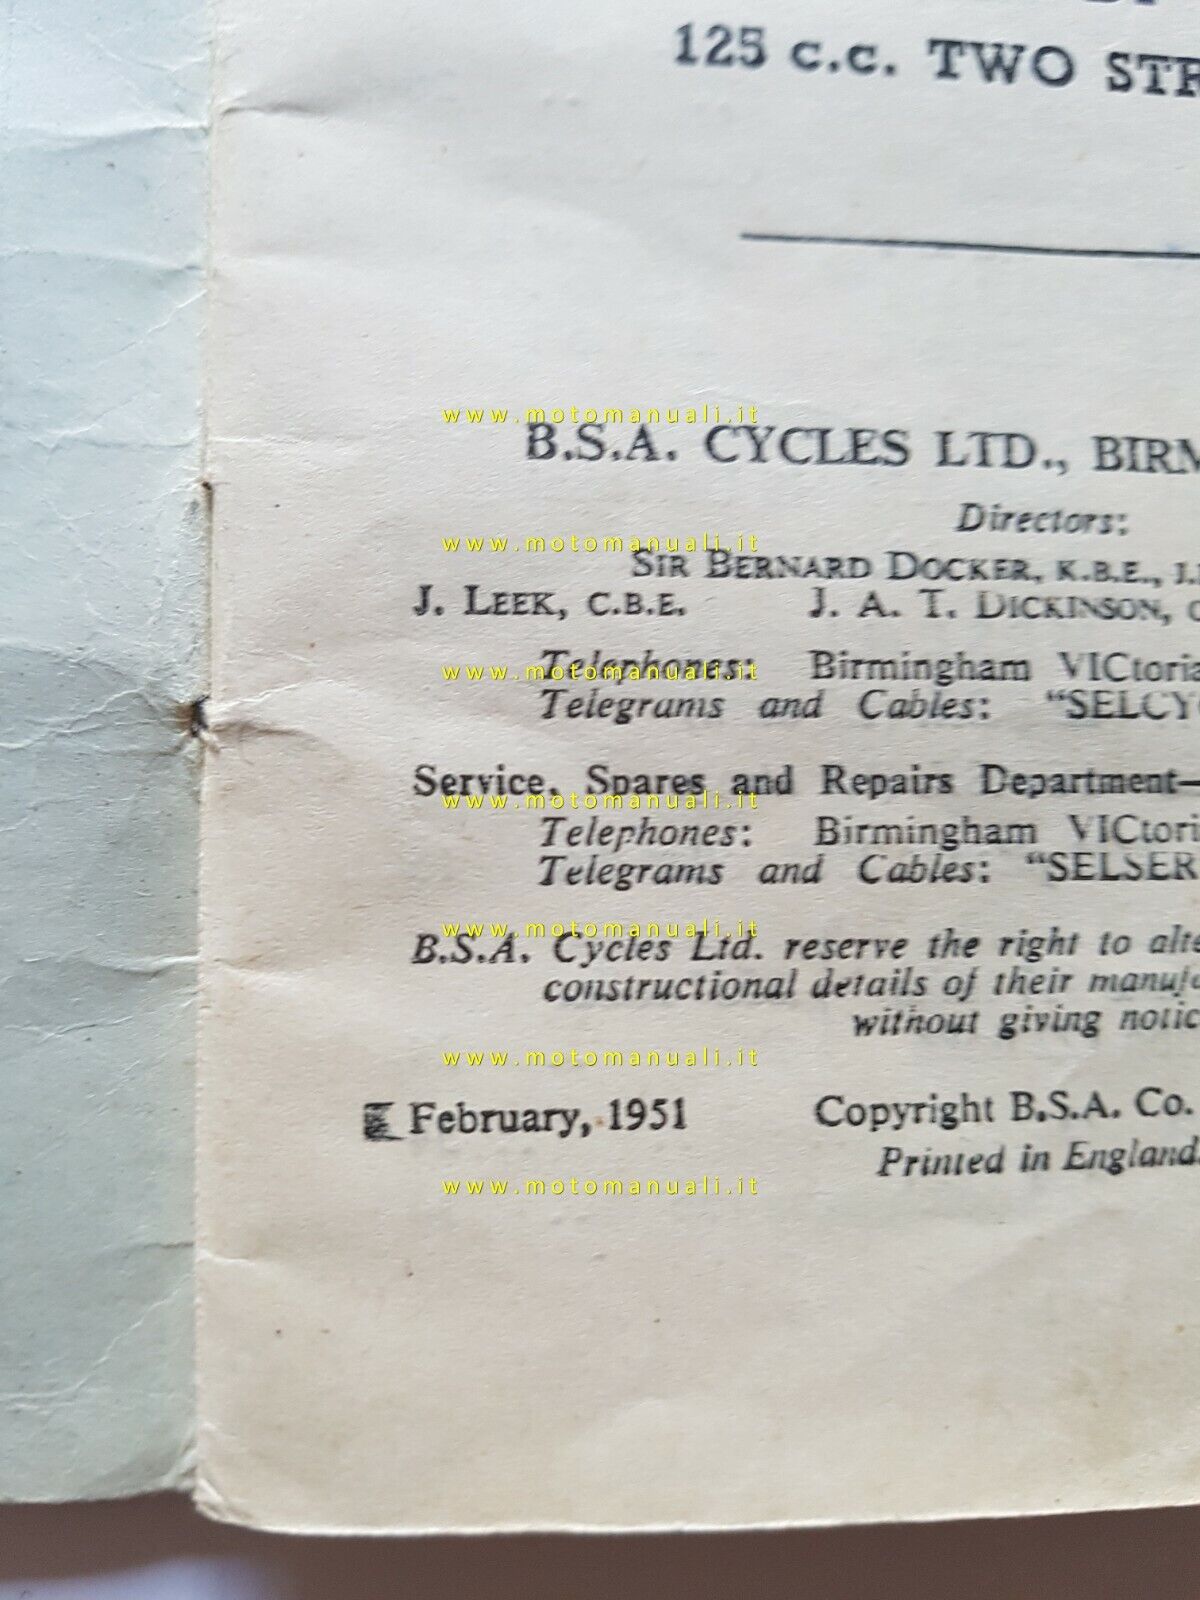 125 c.c. TWO STR
www.motomanuali.it
B.S.A. CYCLES LTD., BIRM
Directors:
www.motomanuali.it
SIR BERNARD DOCKER, K.B.E., J.
J. LEEK, C.B.E. J. A. T. DICKINSON,
www.motomanuali.it
Telephones: Birmingham VICtoria
Telegrams and Cables: "SELCY
Service, Spares and Repairs Department—
www.motomanuali.it
Telephones: Birmingham VICtori
Telegrams and Cables: "SELSER
www.motomanuali.it
B.S.A. Cycles Ltd. reserve the right to alte
constructional details of their manufa
without giving notic
www.motomanuali.it
February, 1951 Copyright B.S.A. Co.
Printed in England.
www.motomanuali.it